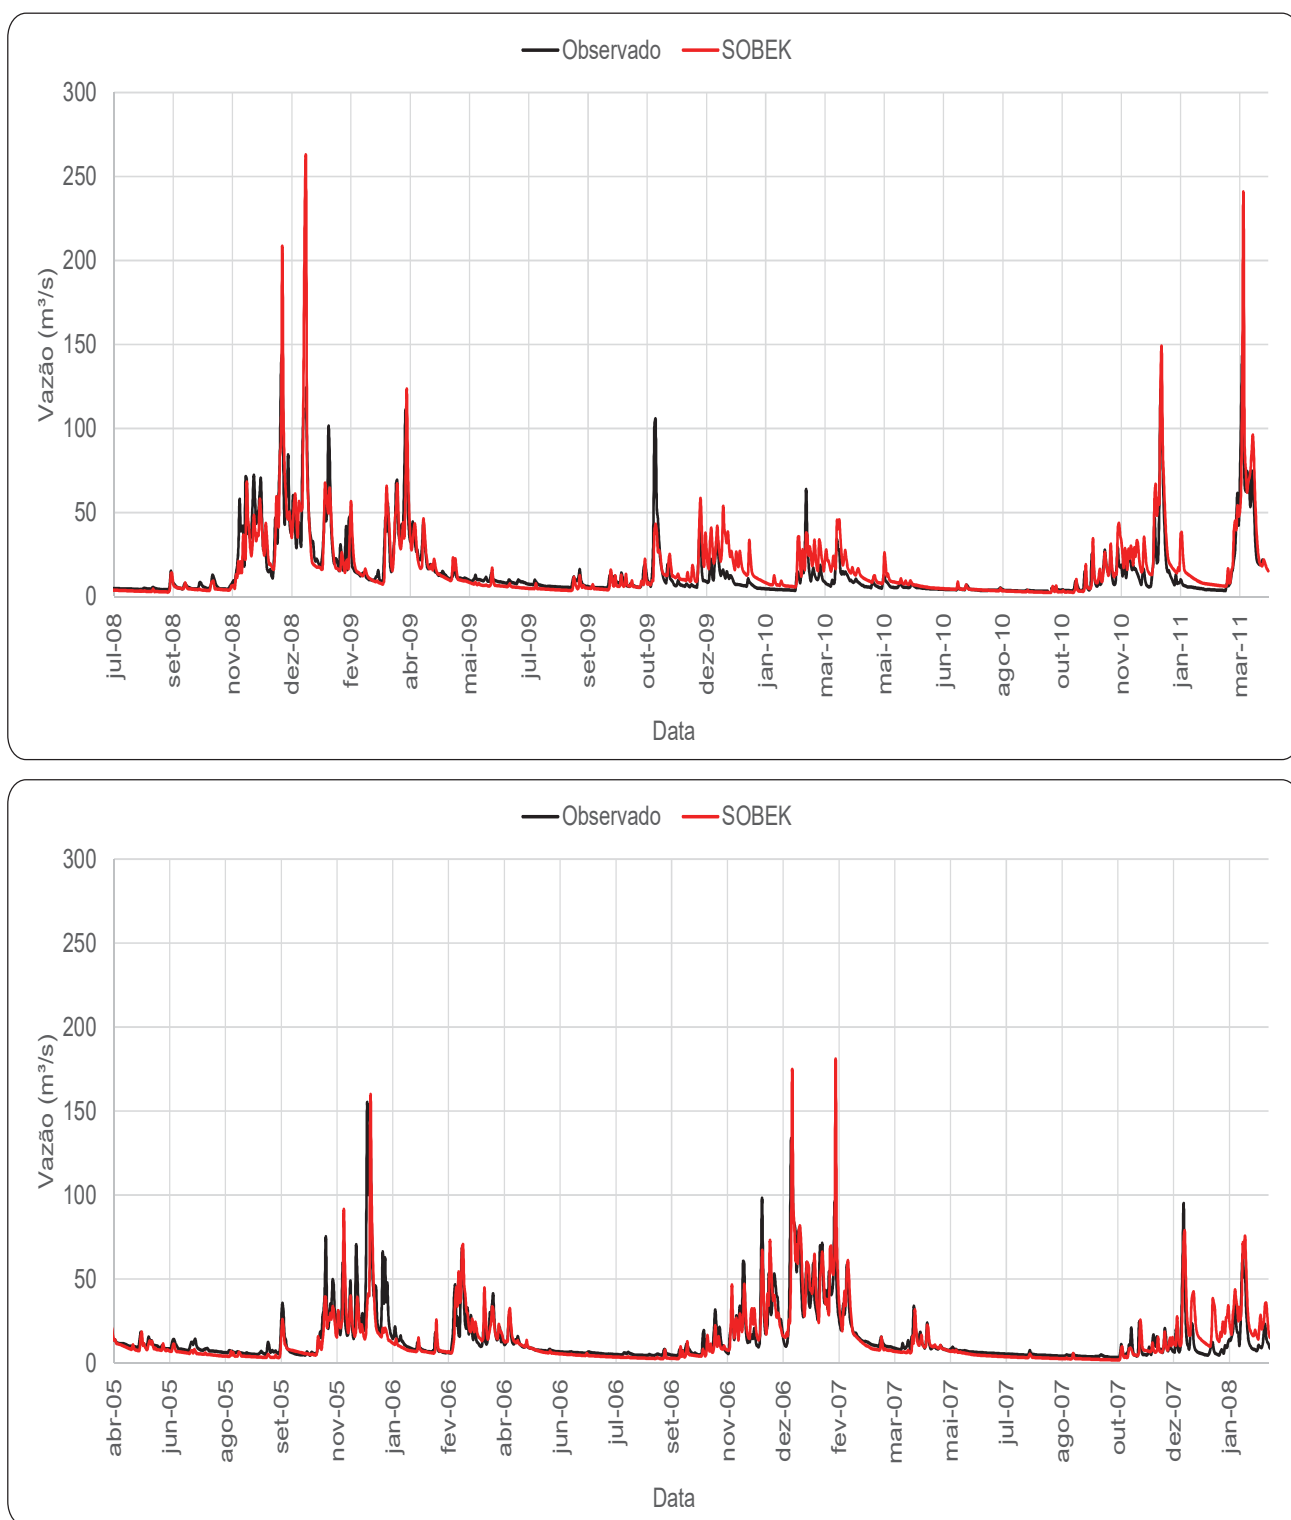 Observado SOBEK
300
250
200
150
100
50
0
Vazão (m³/s)
jul-08 set-08 nov-08 dez-08 fev-09 abr-09 mai-09 jul-09 set-09 out-09 dez-09 jan-10 mar-10 mai-10 jun-10 ago-10 out-10 nov-10 jan-11 mar-11
Data
Observado SOBEK
300
250
200
150
100
50
0
Vazão (m³/s)
abr-05 jun-05 ago-05 set-05 nov-05 jan-06 fev-06 abr-06 jun-06 jul-06 set-06 nov-06 dez-06 fev-07 mar-07 mai-07 jul-07 ago-07 out-07 dez-07 jan-08
Data